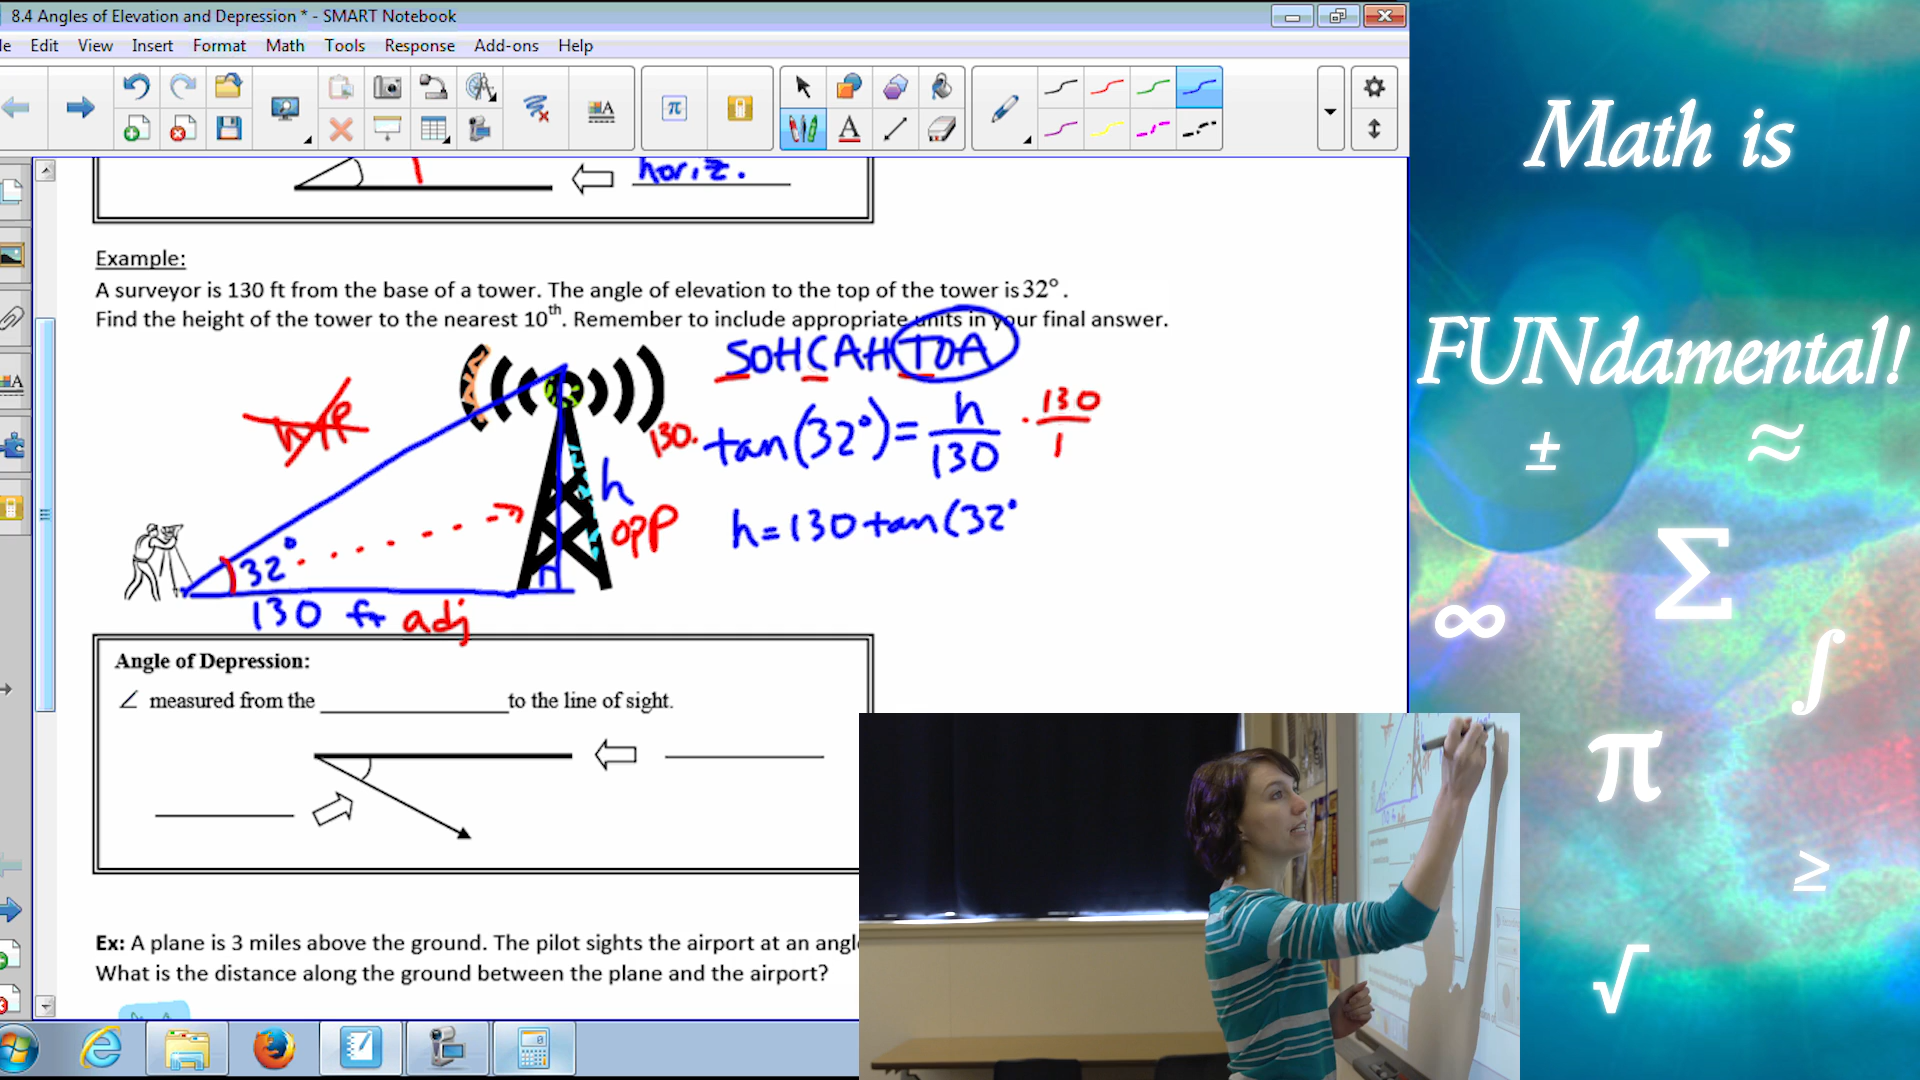 8.4 Angles of Elevation and Depression * - SMART Notebook
le Edit View Insert Format Math Tools Response Add-ons Help
horiz.
Example:
A surveyor is 130 ft from the base of a tower. The angle of elevation to the top of the tower is 32°.
Find the height of the tower to the nearest 10th. Remember to include appropriate units in your final answer.
SOHCAHTOA
hyp
130. tan(32°) = h/130 · 130/1
h
opp
h = 130 tan(32°
32°
130 ft adj
Angle of Depression:
∠ measured from the ______ to the line of sight.
Ex: A plane is 3 miles above the ground. The pilot sights the airport at an angl
What is the distance along the ground between the plane and the airport?
Math is
FUNdamental!
± ≈
Σ
∞
∫
π
≥
√